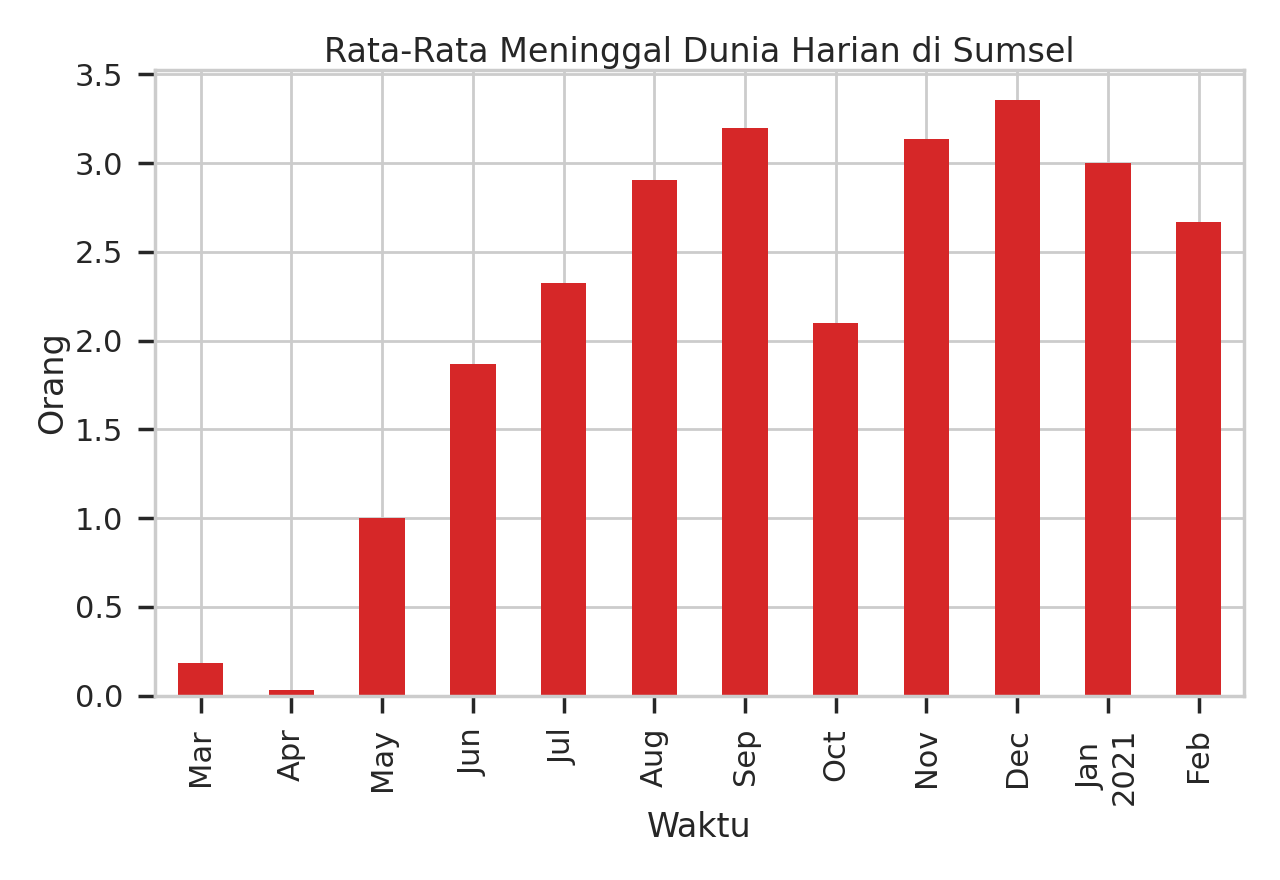 Rata-Rata Meninggal Dunia Harian di Sumsel
3.5
3.0
2.5
2.0
1.5
1.0
0.5
0.0
Orang
Mar
Apr
May
Jun
Jul
Aug
Sep
Oct
Nov
Dec
Jan
2021
Feb
Waktu